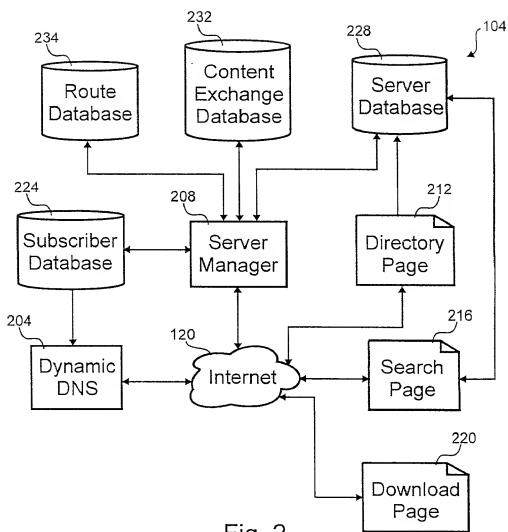 232
234
228
104
Route
Database
Content
Exchange
Database
Server
Database
224
208
212
Subscriber
Database
Server
Manager
Directory
Page
204
120
216
Dynamic
DNS
Internet
Search
Page
220
Download
Page
Fig. 2